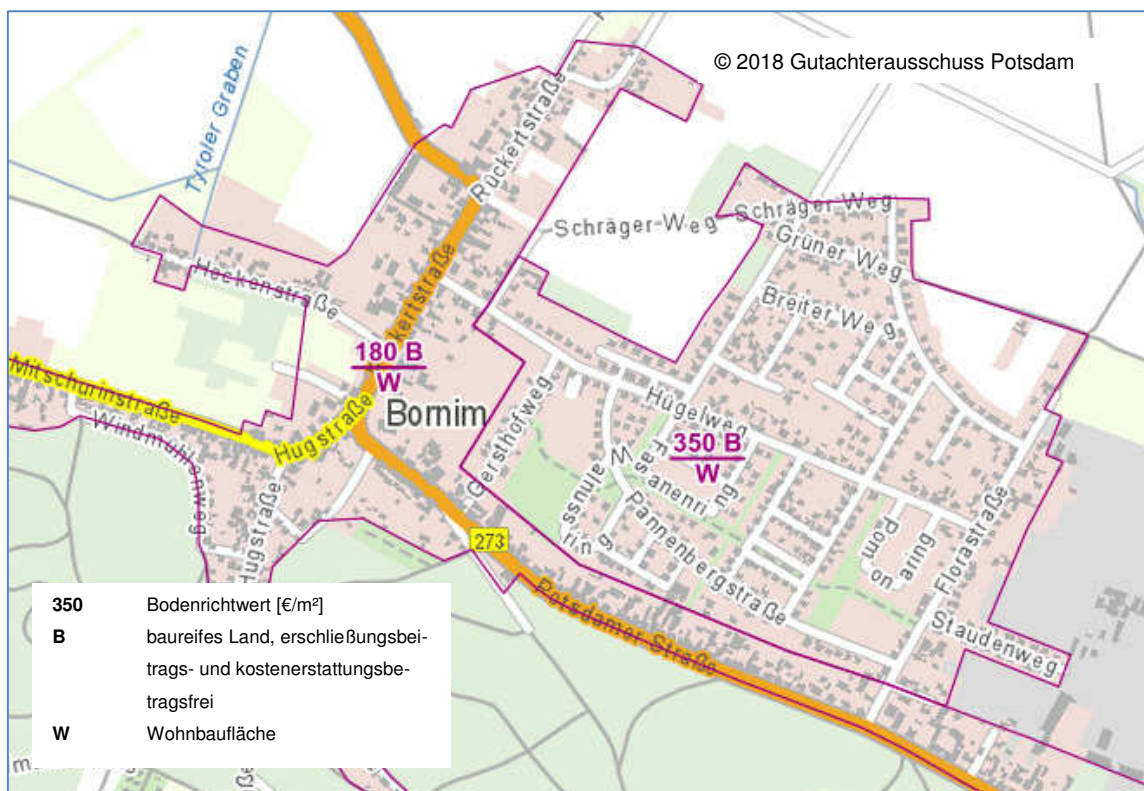 © 2018 Gutachterausschuss Potsdam
Tyroler Graben
Rückertstraße
Schräger-Weg
Schräger-Weg
Grüner Weg
Heckenstraße
kertstraße
Breiter Weg
180 B
W
Mitschurinstraße
Bornim
Hugstraße
Hügelweg
Windmühlenweg
Gersthofweg
350 B
W
Hugstraße
Pannenbergstraße
Florastraße
273
Potsdamer Straße
Staudenweg
350 Bodenrichtwert [€/m²]
B baureifes Land, erschließungsbei-
trags- und kostenerstattungsbe-
tragsfrei
W Wohnbaufläche